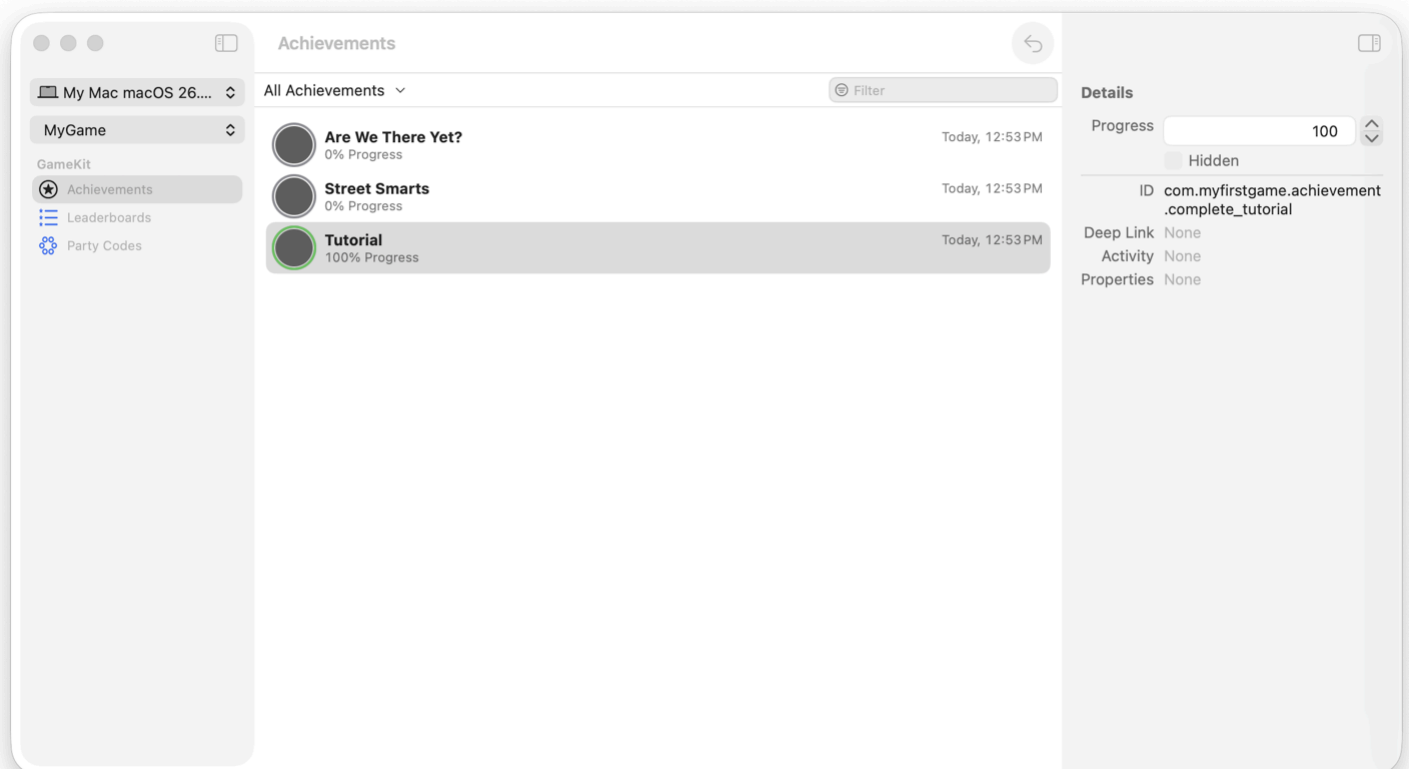 Achievements
My Mac macOS 26....
MyGame
GameKit
Achievements
Leaderboards
Party Codes
All Achievements
Filter
Are We There Yet?
0% Progress
Today, 12:53 PM
Street Smarts
0% Progress
Today, 12:53 PM
Tutorial
100% Progress
Today, 12:53 PM
Details
Progress 100
Hidden
ID com.myfirstgame.achievement
.complete_tutorial
Deep Link None
Activity None
Properties None